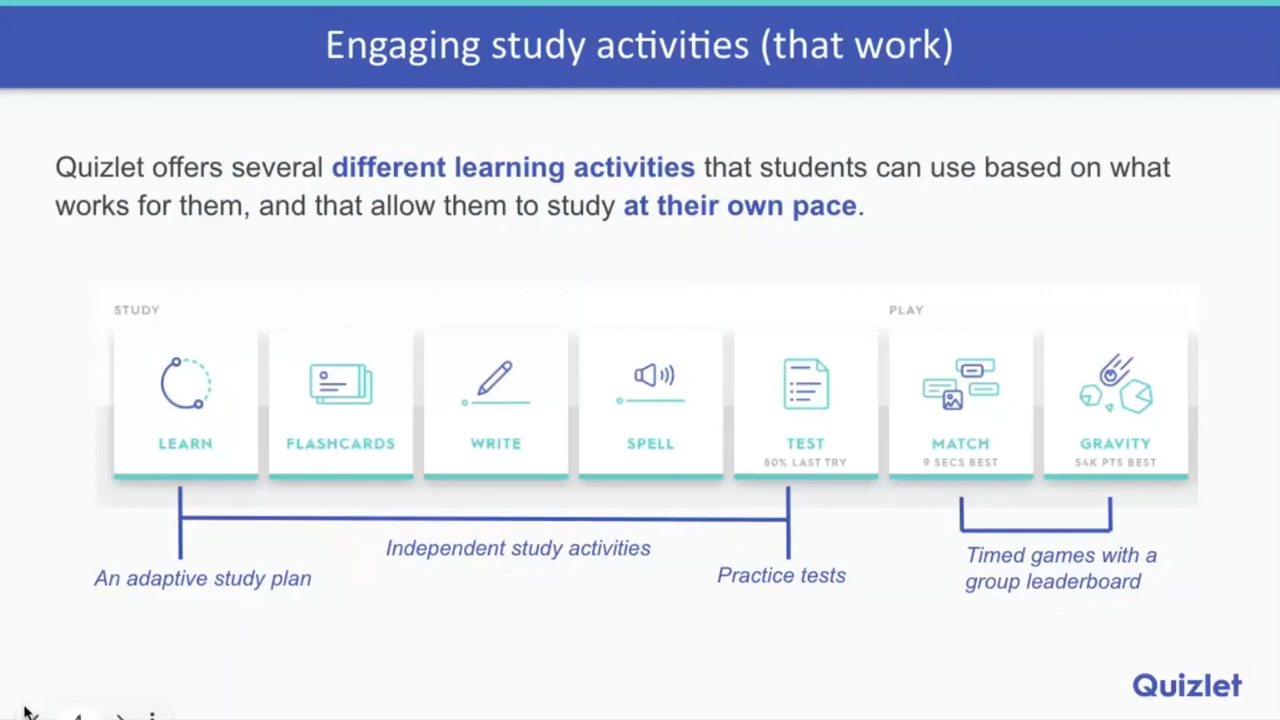 Engaging study activities (that work)
Quizlet offers several different learning activities that students can use based on what
works for them, and that allow them to study at their own pace.
STUDY
PLAY
LEARN
FLASHCARDS
WRITE
SPELL
TEST
80% LAST TRY
MATCH
9 SECS BEST
GRAVITY
54K PTS BEST
An adaptive study plan
Independent study activities
Practice tests
Timed games with a
group leaderboard
Quizlet